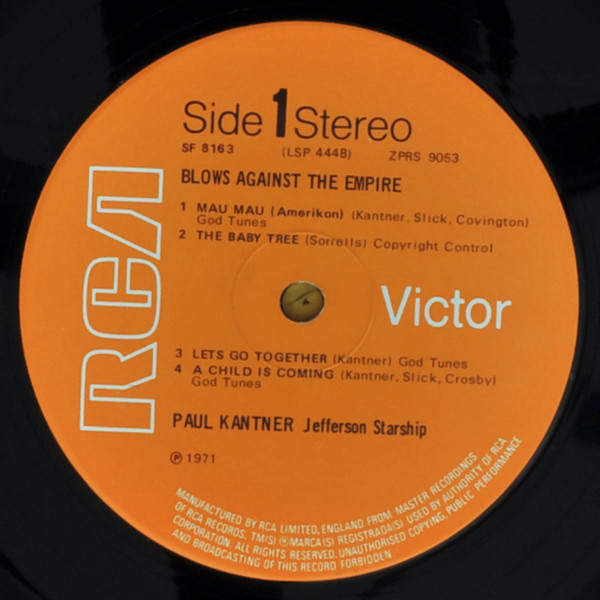 Side 1 Stereo
SF 8163 (LSP 4448) ZPRS 9053
BLOWS AGAINST THE EMPIRE
1 MAU MAU (Amerikon) (Kantner, Slick, Covington)
God Tunes
2 THE BABY TREE (Sorrells) Copyright Control
RCA
Victor
3 LETS GO TOGETHER (Kantner) God Tunes
4 A CHILD IS COMING (Kantner, Slick, Crosby)
God Tunes
PAUL KANTNER Jefferson Starship
℗ 1971
MANUFACTURED BY RCA LIMITED, ENGLAND FROM MASTER RECORDINGS
OF RCA RECORDS, TM(S) ® MARCA(S) REGISTRADA(S) USED BY AUTHORITY OF RCA
CORPORATION. ALL RIGHTS RESERVED. UNAUTHORISED COPYING, PUBLIC PERFORMANCE
AND BROADCASTING OF THIS RECORD FORBIDDEN